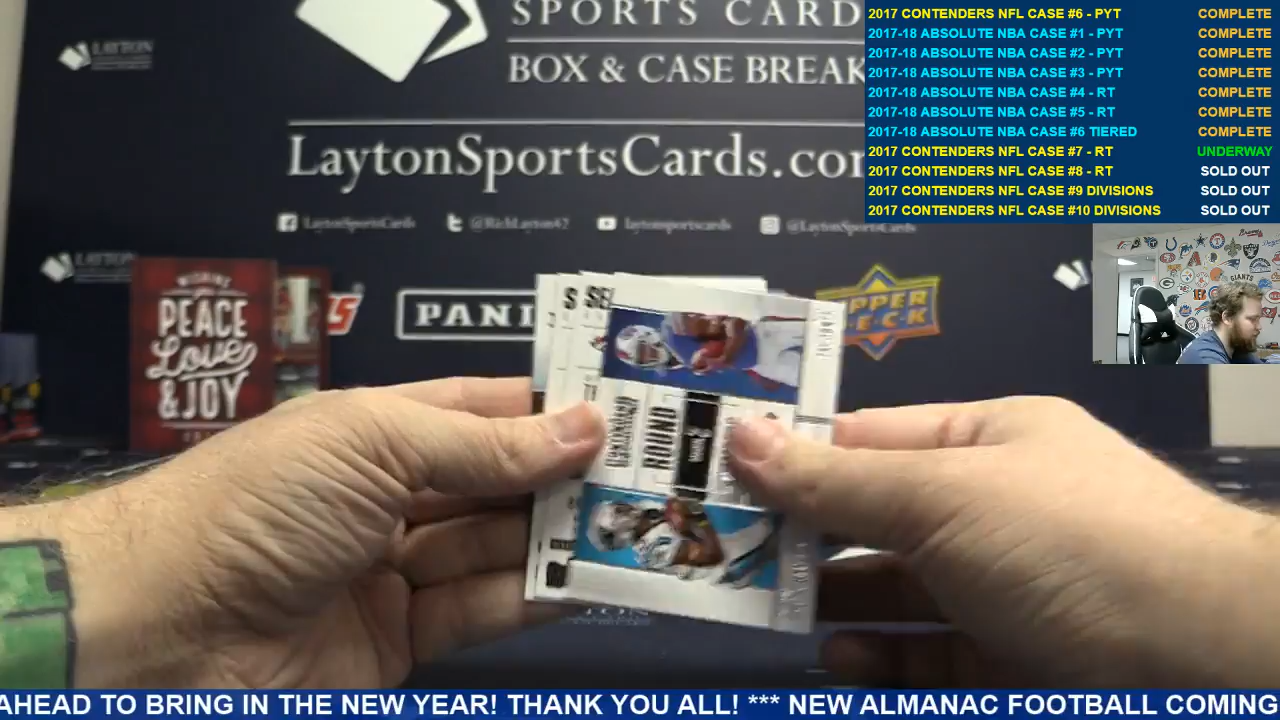 SPORTS CARD
BOX & CASE BREAK
LaytonSportsCards.co
LaytonSportsCards
@RichLayton42
laytonsportscards
@LaytonSportsCards
LAYTON
PEACE
Love
& JOY
PANI
UPPER
DECK
ROUND
2017 CONTENDERS NFL CASE #6 - PYT COMPLETE
2017-18 ABSOLUTE NBA CASE #1 - PYT COMPLETE
2017-18 ABSOLUTE NBA CASE #2 - PYT COMPLETE
2017-18 ABSOLUTE NBA CASE #3 - PYT COMPLETE
2017-18 ABSOLUTE NBA CASE #4 - RT COMPLETE
2017-18 ABSOLUTE NBA CASE #5 - RT COMPLETE
2017-18 ABSOLUTE NBA CASE #6 TIERED COMPLETE
2017 CONTENDERS NFL CASE #7 - RT UNDERWAY
2017 CONTENDERS NFL CASE #8 - RT SOLD OUT
2017 CONTENDERS NFL CASE #9 DIVISIONS SOLD OUT
2017 CONTENDERS NFL CASE #10 DIVISIONS SOLD OUT
AHEAD TO BRING IN THE NEW YEAR! THANK YOU ALL! *** NEW ALMANAC FOOTBALL COMING